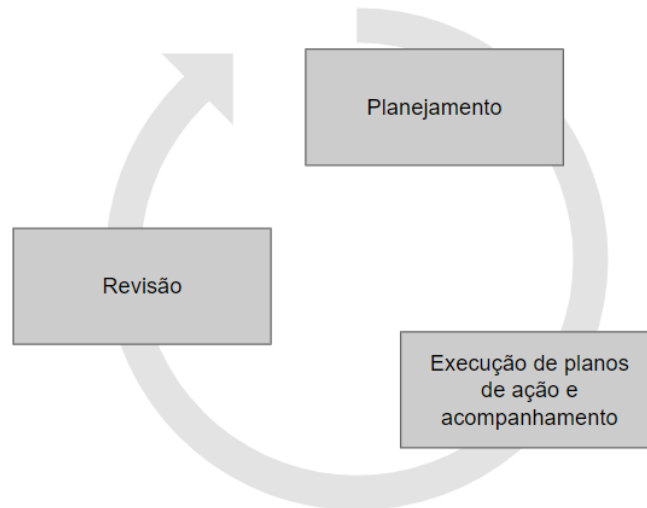 Planejamento
Revisão
Execução de planos
de ação e
acompanhamento